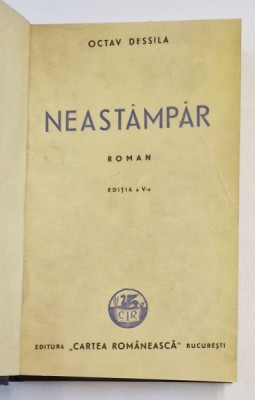 OCTAV DESSILA
NEASTÂMPĂR
ROMAN
EDIȚIA a V-a
CR
EDITURA „CARTEA ROMÂNEASCĂ" BUCUREȘTI